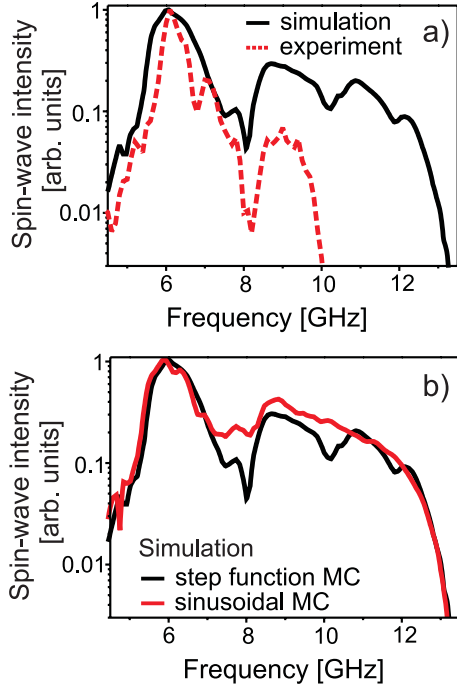 simulation
experiment
a)
Spin-wave intensity
[arb. units]
1
0.1
0.01
6 8 10 12
Frequency [GHz]
b)
Spin-wave intensity
[arb. units]
1
0.1
0.01
Simulation
step function MC
sinusoidal MC
6 8 10 12
Frequency [GHz]